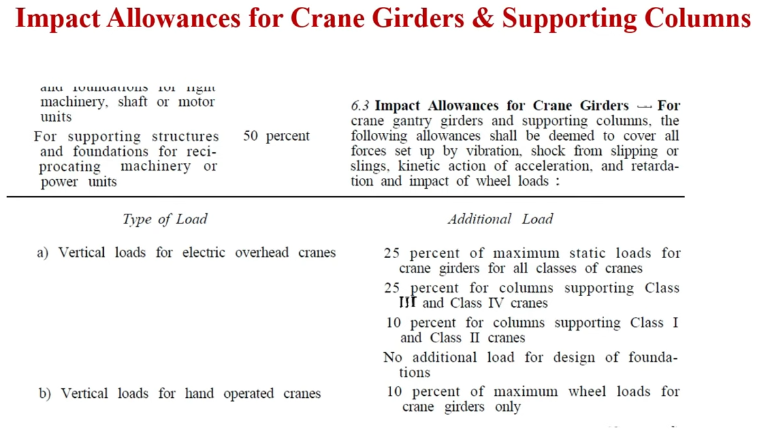 Impact Allowances for Crane Girders & Supporting Columns
and foundations for light
machinery, shaft or motor
units
For supporting structures 50 percent
and foundations for reci-
procating machinery or
power units
6.3 Impact Allowances for Crane Girders — For
crane gantry girders and supporting columns, the
following allowances shall be deemed to cover all
forces set up by vibration, shock from slipping or
slings, kinetic action of acceleration, and retarda-
tion and impact of wheel loads :
Type of Load Additional Load
a) Vertical loads for electric overhead cranes 25 percent of maximum static loads for
crane girders for all classes of cranes
25 percent for columns supporting Class
III and Class IV cranes
10 percent for columns supporting Class I
and Class II cranes
No additional load for design of founda-
tions
b) Vertical loads for hand operated cranes 10 percent of maximum wheel loads for
crane girders only